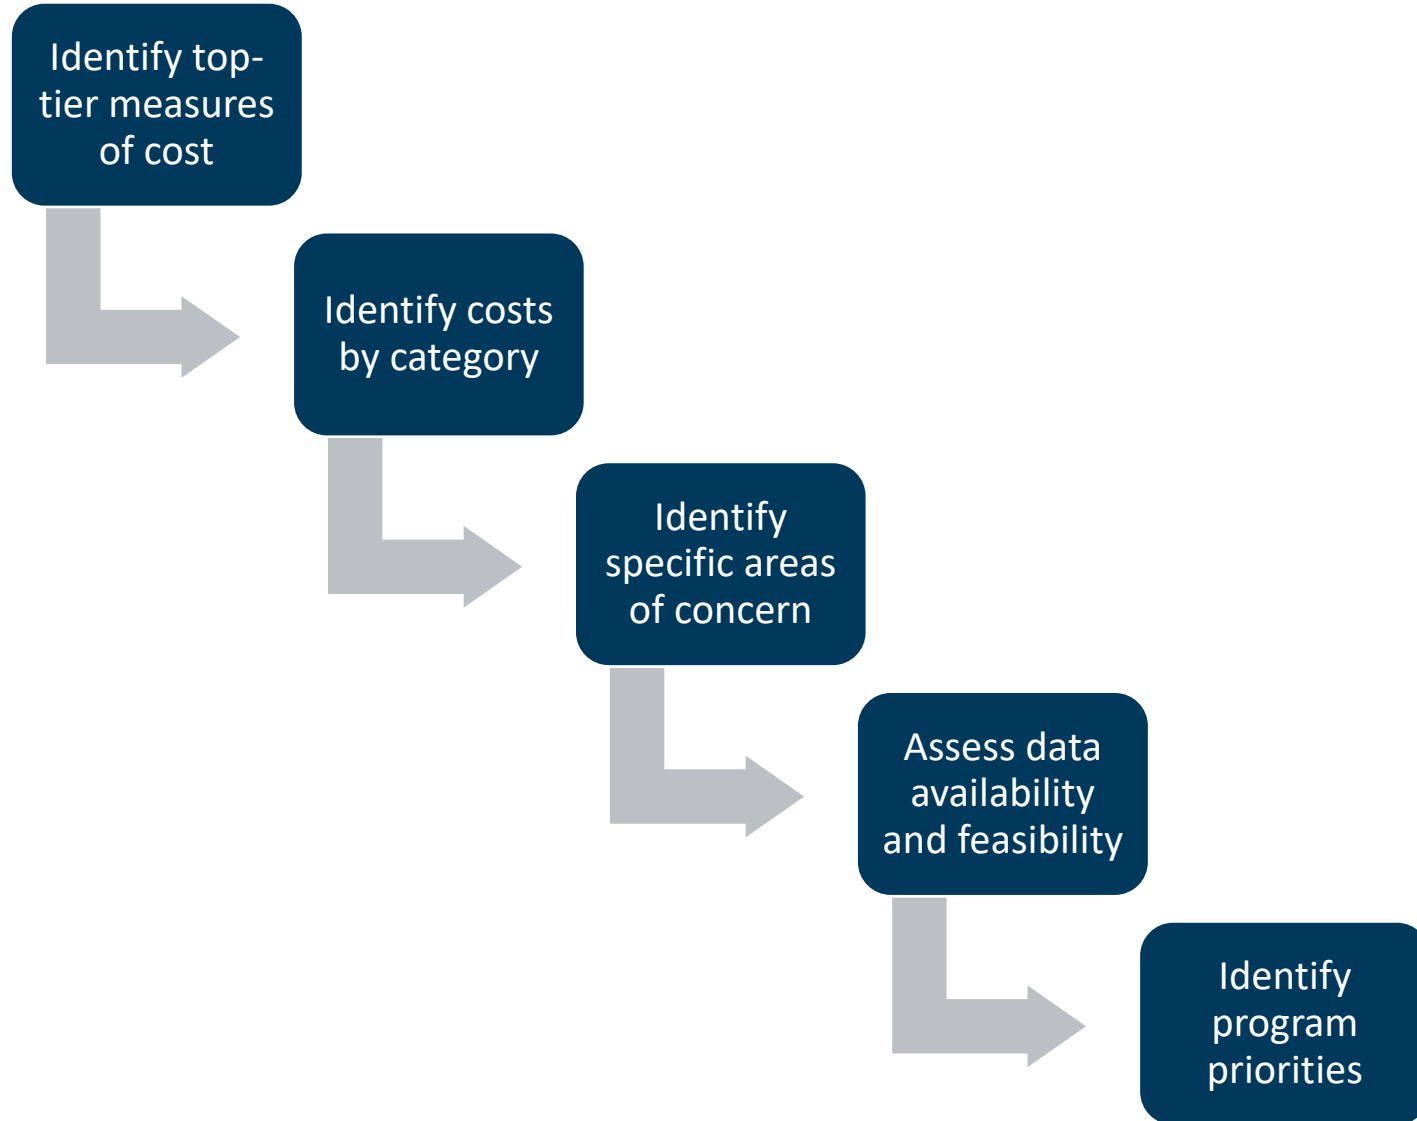 Identify top-
tier measures
of cost
Identify costs
by category
Identify
specific areas
of concern
Assess data
availability
and feasibility
Identify
program
priorities